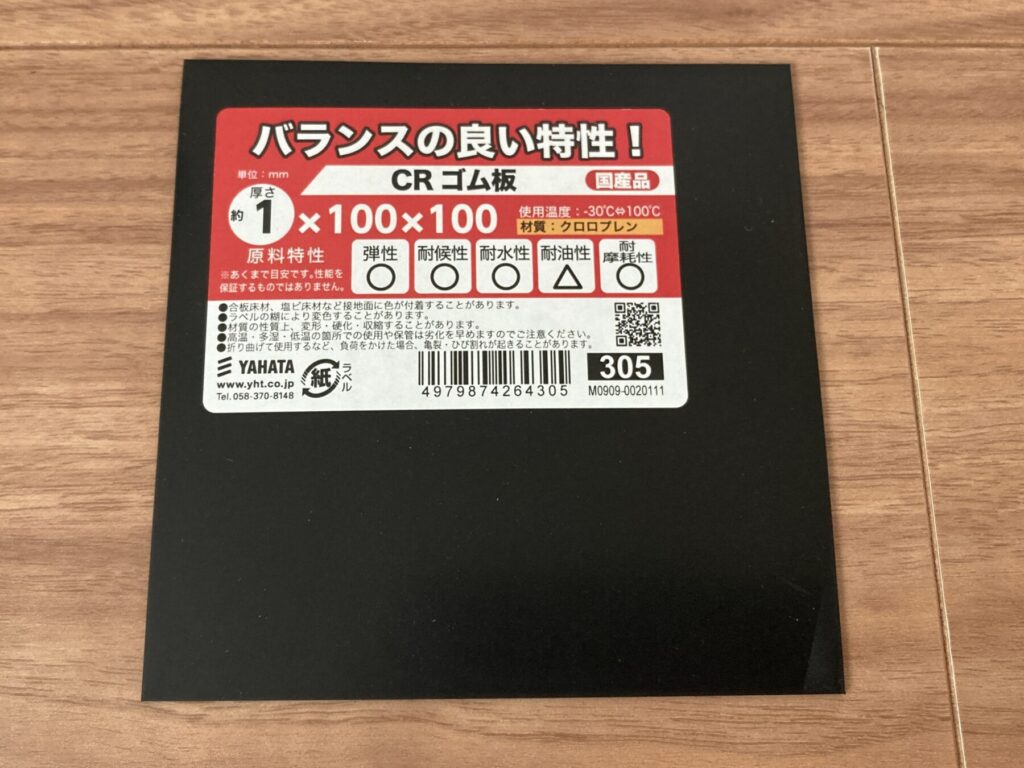 バランスの良い特性！
単位：mm
CRゴム板
国産品
厚さ
約1×100×100
使用温度：-30℃⇔100℃
材質：クロロプレン
原料特性
※あくまで目安です。性能を
保証するものではありません。
弾性
○
耐候性
○
耐水性
○
耐油性
△
耐
摩耗性
○
●合板床材、塩ビ床材など接地面に色が付着することがあります。
●ラベルの糊により変色することがあります。
●材質の性質上、変形・硬化・収縮することがあります。
●高温・多湿・低温の箇所での使用や保管は劣化を早めますのでご注意ください。
●折り曲げて使用するなど、負荷をかけた場合、亀裂・ひび割れが起きることがあります。
YAHATA
www.yht.co.jp
Tel.058-370-8148
紙
ラベル
4979874264305
305
M0909-0020111